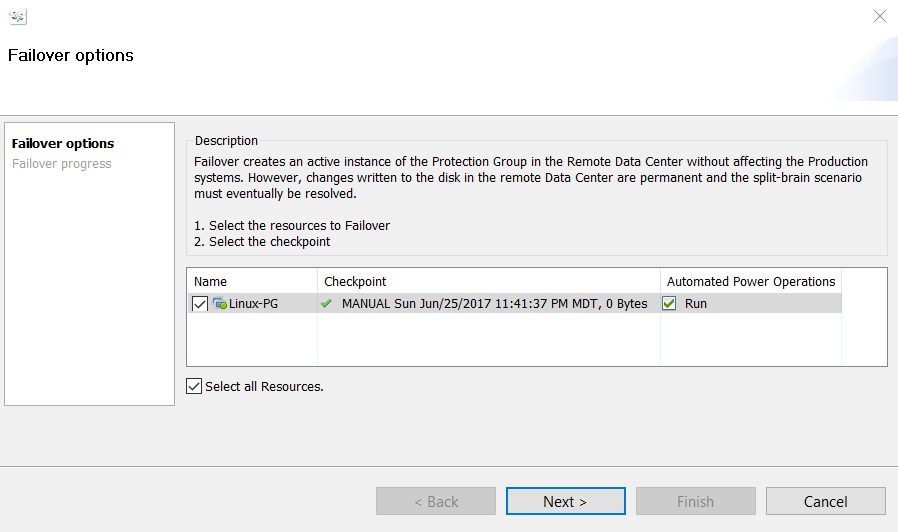 Failover options
Failover options
Failover progress
Description
Failover creates an active instance of the Protection Group in the Remote Data Center without affecting the Production
systems. However, changes written to the disk in the remote Data Center are permanent and the split-brain scenario
must eventually be resolved.
1. Select the resources to Failover
2. Select the checkpoint
Name Checkpoint Automated Power Operations
Linux-PG MANUAL Sun Jun/25/2017 11:41:37 PM MDT, 0 Bytes Run
Select all Resources.
< Back Next > Finish Cancel